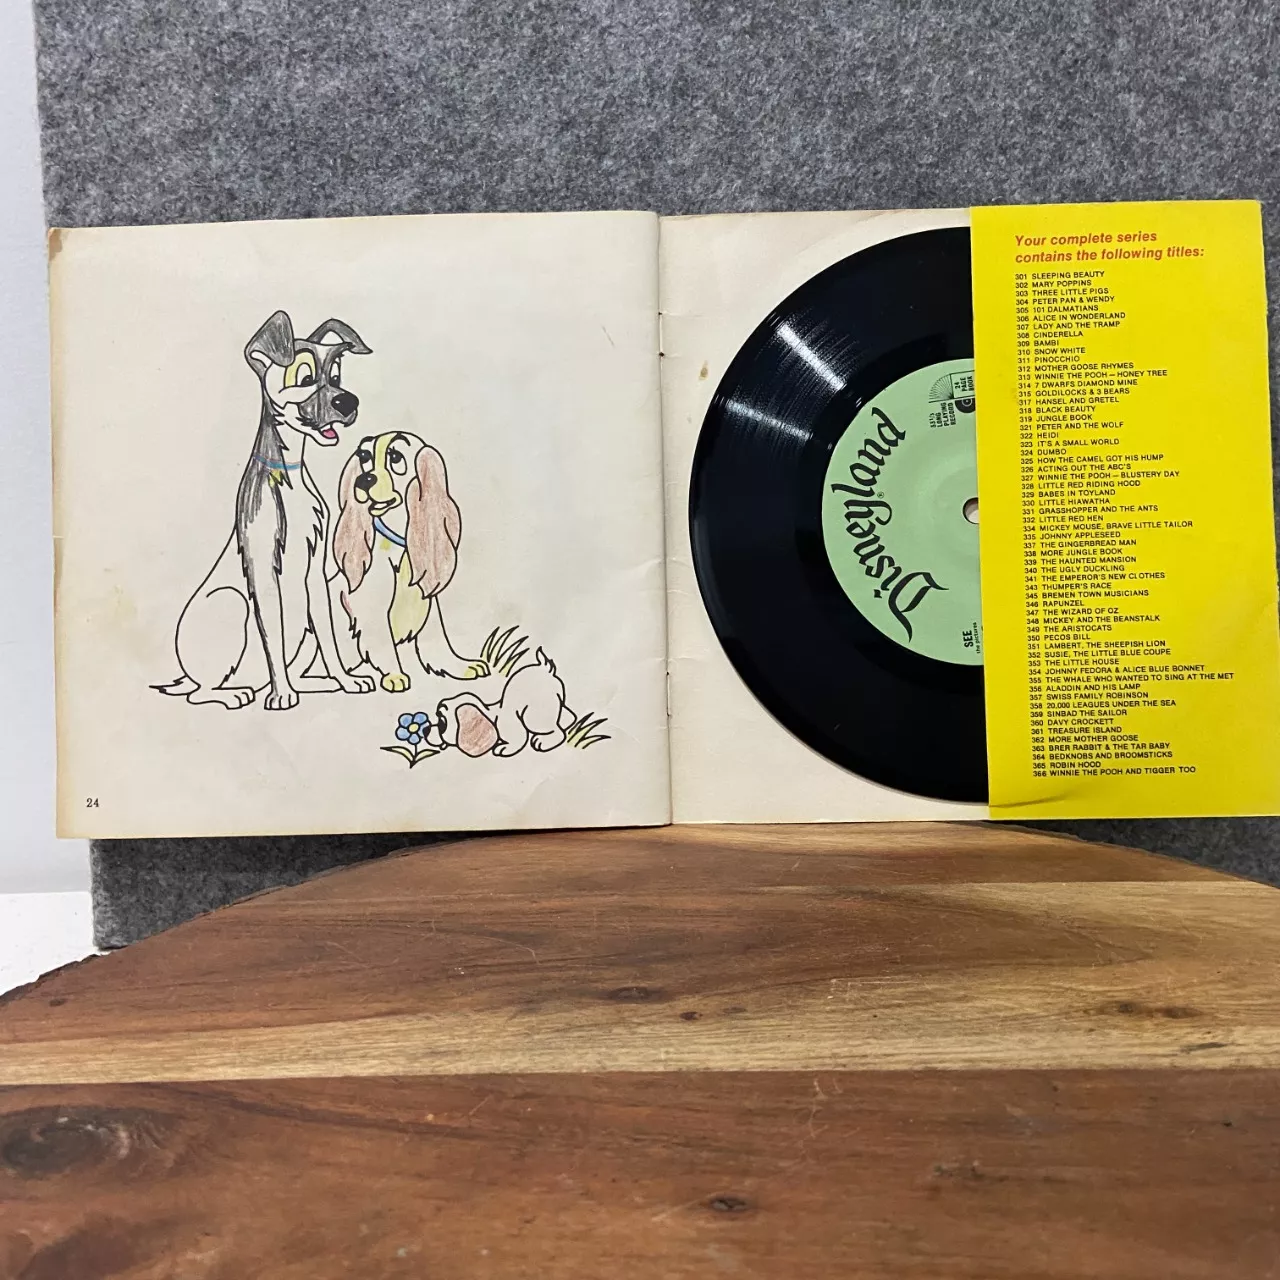 24
Disneyland®
SEE
the pictures
33⅓
LONG
PLAYING
RECORD
24
PAGE
BOOK
Your complete series
contains the following titles:
301 SLEEPING BEAUTY
302 MARY POPPINS
303 THREE LITTLE PIGS
304 PETER PAN & WENDY
305 101 DALMATIANS
306 ALICE IN WONDERLAND
307 LADY AND THE TRAMP
308 CINDERELLA
309 BAMBI
310 SNOW WHITE
311 PINOCCHIO
312 MOTHER GOOSE RHYMES
313 WINNIE THE POOH — HONEY TREE
314 7 DWARFS DIAMOND MINE
315 GOLDILOCKS & 3 BEARS
317 HANSEL AND GRETEL
318 BLACK BEAUTY
319 JUNGLE BOOK
321 PETER AND THE WOLF
322 HEIDI
323 IT'S A SMALL WORLD
324 DUMBO
325 HOW THE CAMEL GOT HIS HUMP
326 ACTING OUT THE ABC'S
327 WINNIE THE POOH — BLUSTERY DAY
328 LITTLE RED RIDING HOOD
329 BABES IN TOYLAND
330 LITTLE HIAWATHA
331 GRASSHOPPER AND THE ANTS
332 LITTLE RED HEN
334 MICKEY MOUSE, BRAVE LITTLE TAILOR
335 JOHNNY APPLESEED
337 THE GINGERBREAD MAN
338 MORE JUNGLE BOOK
339 THE HAUNTED MANSION
340 THE UGLY DUCKLING
341 THE EMPEROR'S NEW CLOTHES
343 THUMPER'S RACE
345 BREMEN TOWN MUSICIANS
346 RAPUNZEL
347 THE WIZARD OF OZ
348 MICKEY AND THE BEANSTALK
349 THE ARISTOCATS
350 PECOS BILL
351 LAMBERT, THE SHEEPISH LION
352 SUSIE, THE LITTLE BLUE COUPE
353 THE LITTLE HOUSE
354 JOHNNY FEDORA & ALICE BLUE BONNET
355 THE WHALE WHO WANTED TO SING AT THE MET
356 ALADDIN AND HIS LAMP
357 SWISS FAMILY ROBINSON
358 20,000 LEAGUES UNDER THE SEA
359 SINBAD THE SAILOR
360 DAVY CROCKETT
361 TREASURE ISLAND
362 MORE MOTHER GOOSE
363 BRER RABBIT & THE TAR BABY
364 BEDKNOBS AND BROOMSTICKS
365 ROBIN HOOD
366 WINNIE THE POOH AND TIGGER TOO